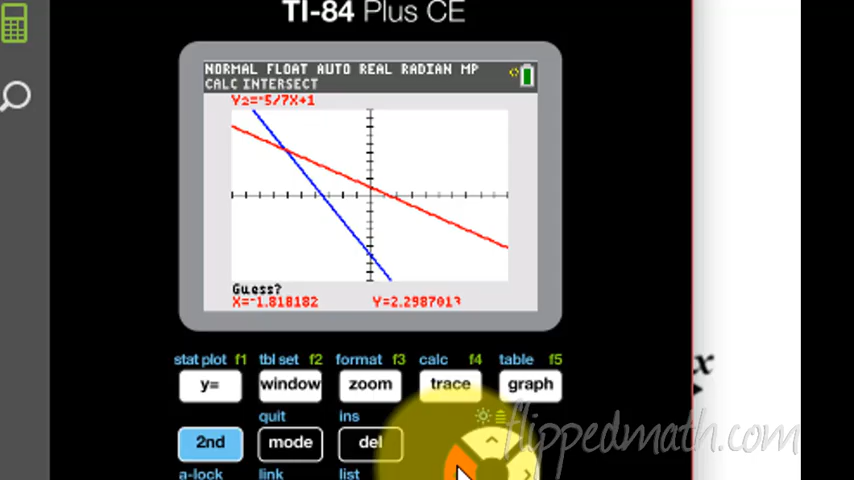 TI-84 Plus CE
NORMAL FLOAT AUTO REAL RADIAN MP
CALC INTERSECT
Y2=-5/7X+1
Guess?
X=-1.818182 Y=2.2987013
stat plot f1 tbl set f2 format f3 calc f4 table f5
y= window zoom trace graph
quit ins
2nd mode del
a-lock link list
x
flippedmath.com